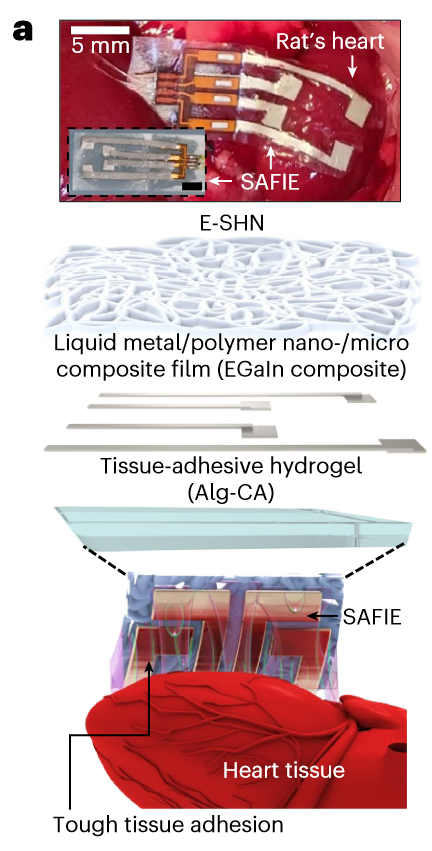 a
5 mm
Rat's heart
SAFIE
E-SHN
Liquid metal/polymer nano-/micro
composite film (EGaIn composite)
Tissue-adhesive hydrogel
(Alg-CA)
SAFIE
Heart tissue
Tough tissue adhesion